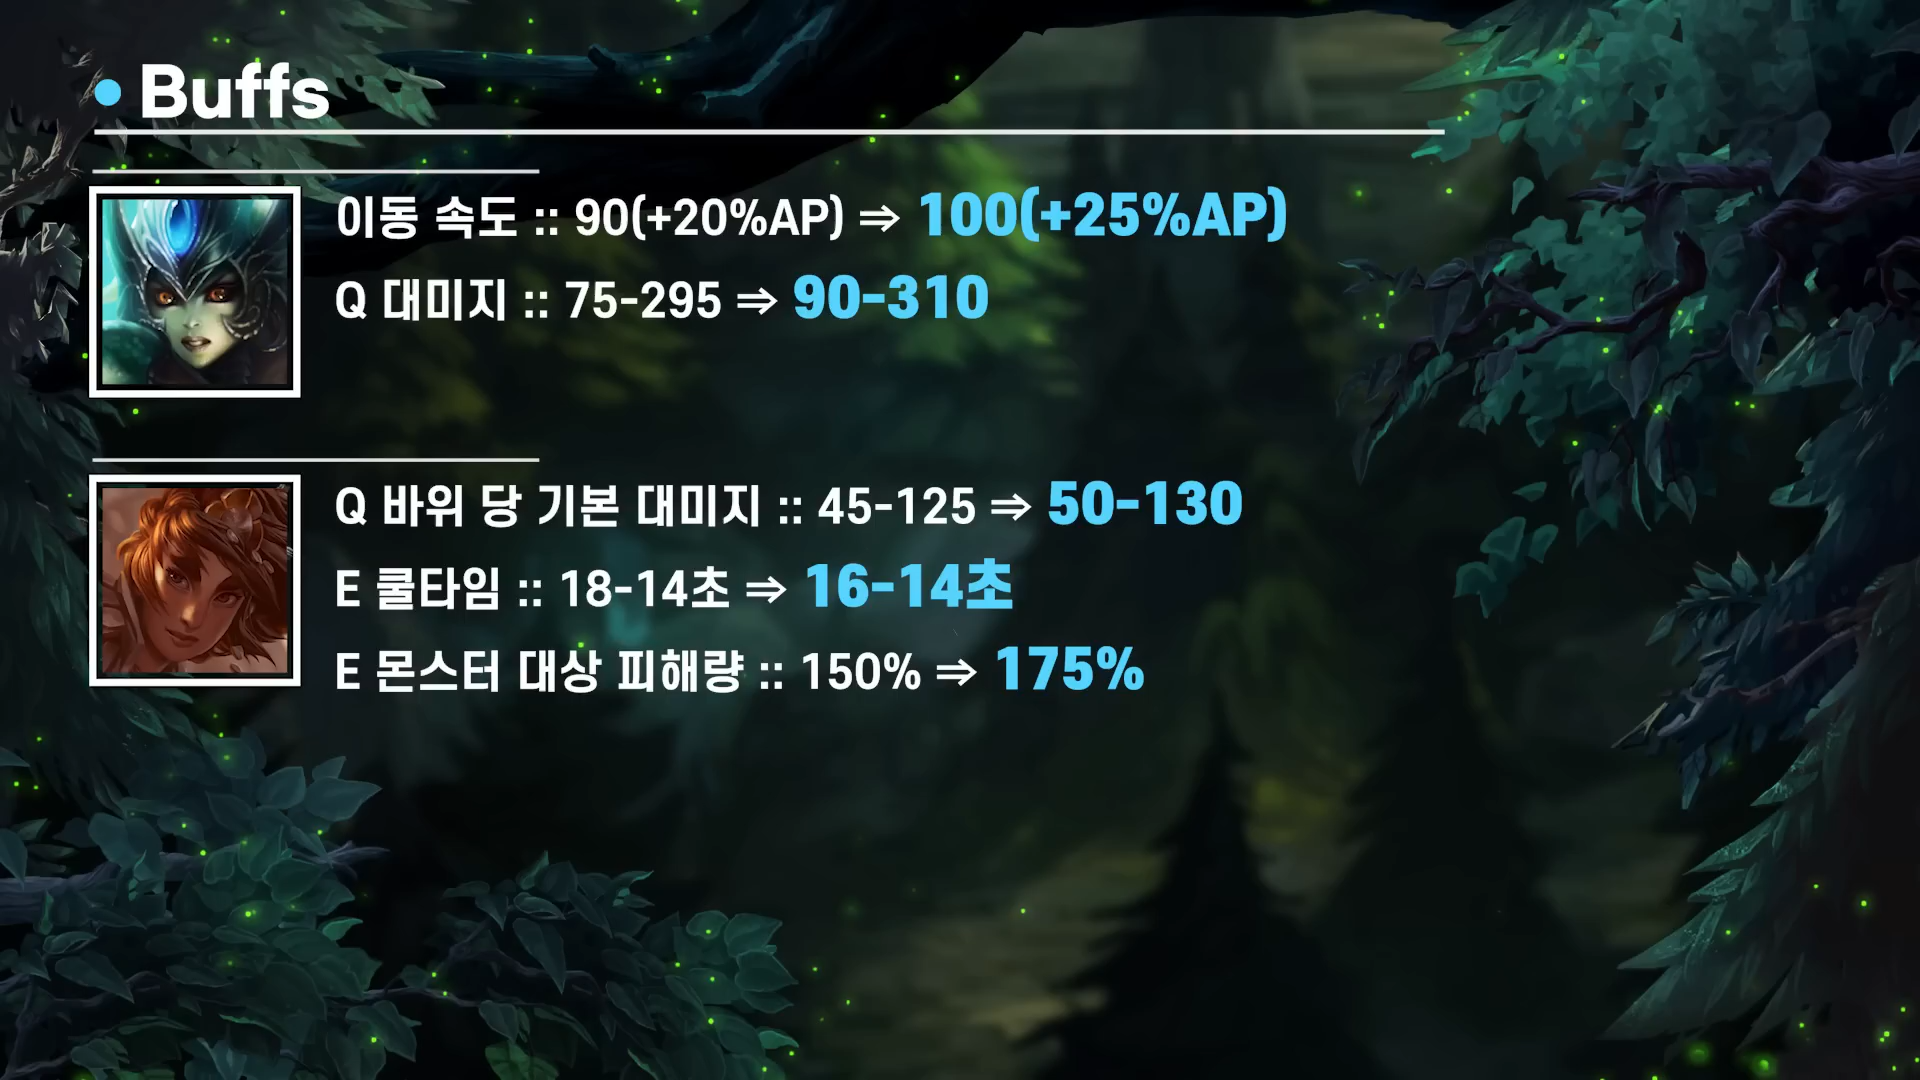 • Buffs
이동 속도 :: 90(+20%AP) ⇒ 100(+25%AP)
Q 대미지 :: 75-295 ⇒ 90-310
Q 바위 당 기본 대미지 :: 45-125 ⇒ 50-130
E 쿨타임 :: 18-14초 ⇒ 16-14초
E 몬스터 대상 피해량 :: 150% ⇒ 175%